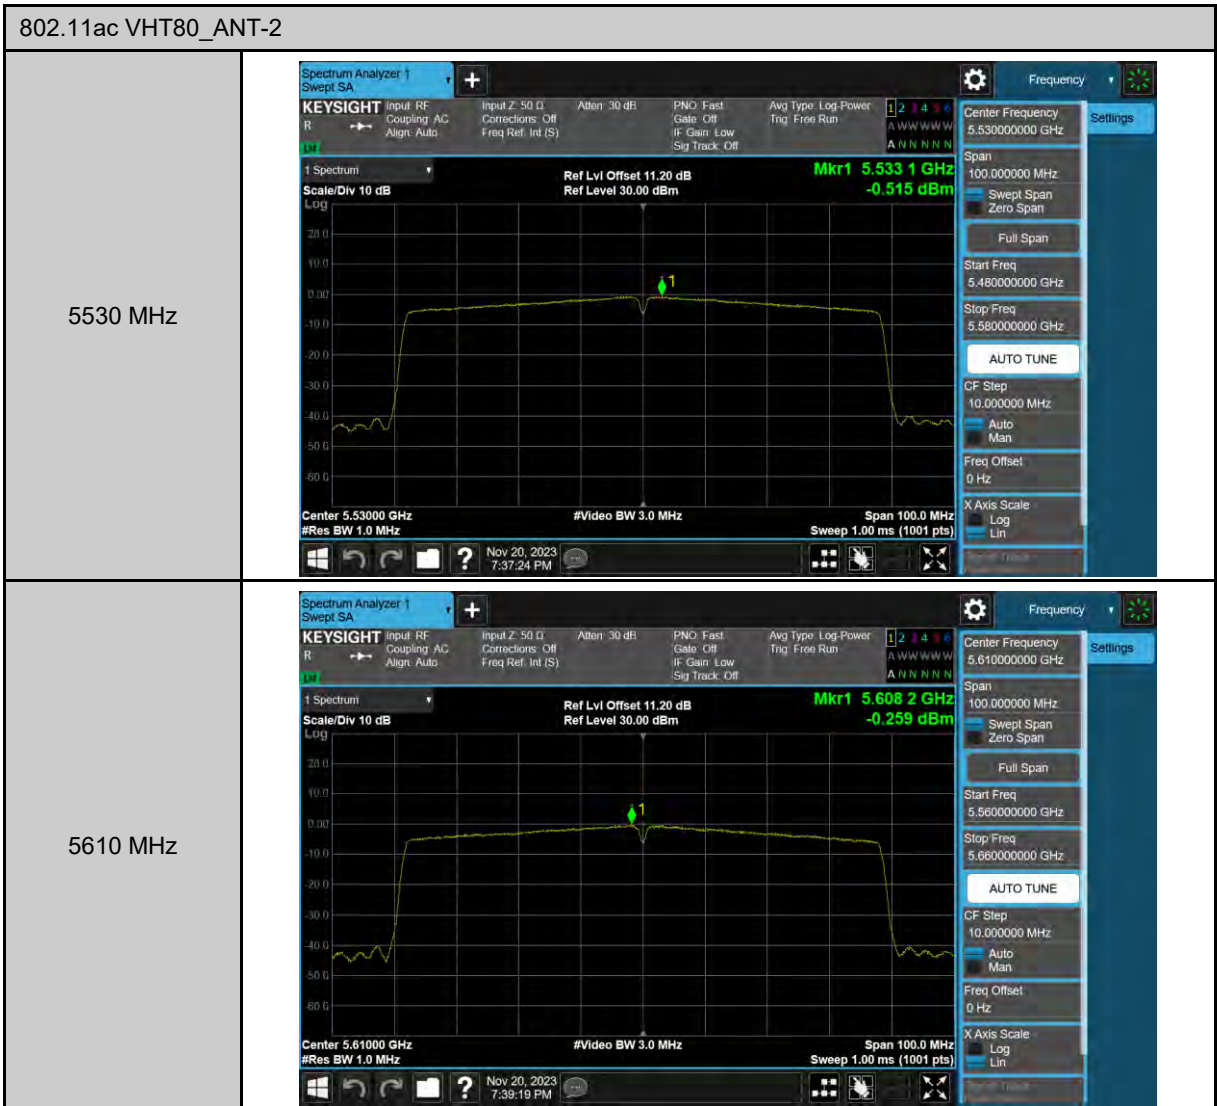 802.11ac VHT80_ANT-2
5530 MHz
Spectrum Analyzer 1
Swept SA
Frequency
KEYSIGHT
R
Input: RF
Coupling: AC
Align: Auto
Input Z: 50 Ω
Corrections: Off
Freq Ref: Int (S)
Atten: 30 dB
PNO: Fast
Gate: Off
IF Gain: Low
Sig Track: Off
Avg Type: Log-Power
Trig: Free Run
1 2 3 4 5 6
A W W W W W
A N N N N N
1 Spectrum
Scale/Div 10 dB
Log
Ref Lvl Offset 11.20 dB
Ref Level 30.00 dBm
Mkr1 5.533 1 GHz
-0.515 dBm
20.0
10.0
0.00
-10.0
-20.0
-30.0
-40.0
-50.0
-60.0
1
Center 5.53000 GHz
#Res BW 1.0 MHz
#Video BW 3.0 MHz
Span 100.0 MHz
Sweep 1.00 ms (1001 pts)
Nov 20, 2023
7:37:24 PM
Settings
Center Frequency
5.530000000 GHz
Span
100.000000 MHz
Swept Span
Zero Span
Full Span
Start Freq
5.480000000 GHz
Stop Freq
5.580000000 GHz
AUTO TUNE
CF Step
10.000000 MHz
Auto
Man
Freq Offset
0 Hz
X Axis Scale
Log
Lin
5610 MHz
Spectrum Analyzer 1
Swept SA
Frequency
KEYSIGHT
R
Input: RF
Coupling: AC
Align: Auto
Input Z: 50 Ω
Corrections: Off
Freq Ref: Int (S)
Atten: 30 dB
PNO: Fast
Gate: Off
IF Gain: Low
Sig Track: Off
Avg Type: Log-Power
Trig: Free Run
1 2 3 4 5 6
A W W W W W
A N N N N N
1 Spectrum
Scale/Div 10 dB
Log
Ref Lvl Offset 11.20 dB
Ref Level 30.00 dBm
Mkr1 5.608 2 GHz
-0.259 dBm
20.0
10.0
0.00
-10.0
-20.0
-30.0
-40.0
-50.0
-60.0
1
Center 5.61000 GHz
#Res BW 1.0 MHz
#Video BW 3.0 MHz
Span 100.0 MHz
Sweep 1.00 ms (1001 pts)
Nov 20, 2023
7:39:19 PM
Settings
Center Frequency
5.610000000 GHz
Span
100.000000 MHz
Swept Span
Zero Span
Full Span
Start Freq
5.560000000 GHz
Stop Freq
5.660000000 GHz
AUTO TUNE
CF Step
10.000000 MHz
Auto
Man
Freq Offset
0 Hz
X Axis Scale
Log
Lin